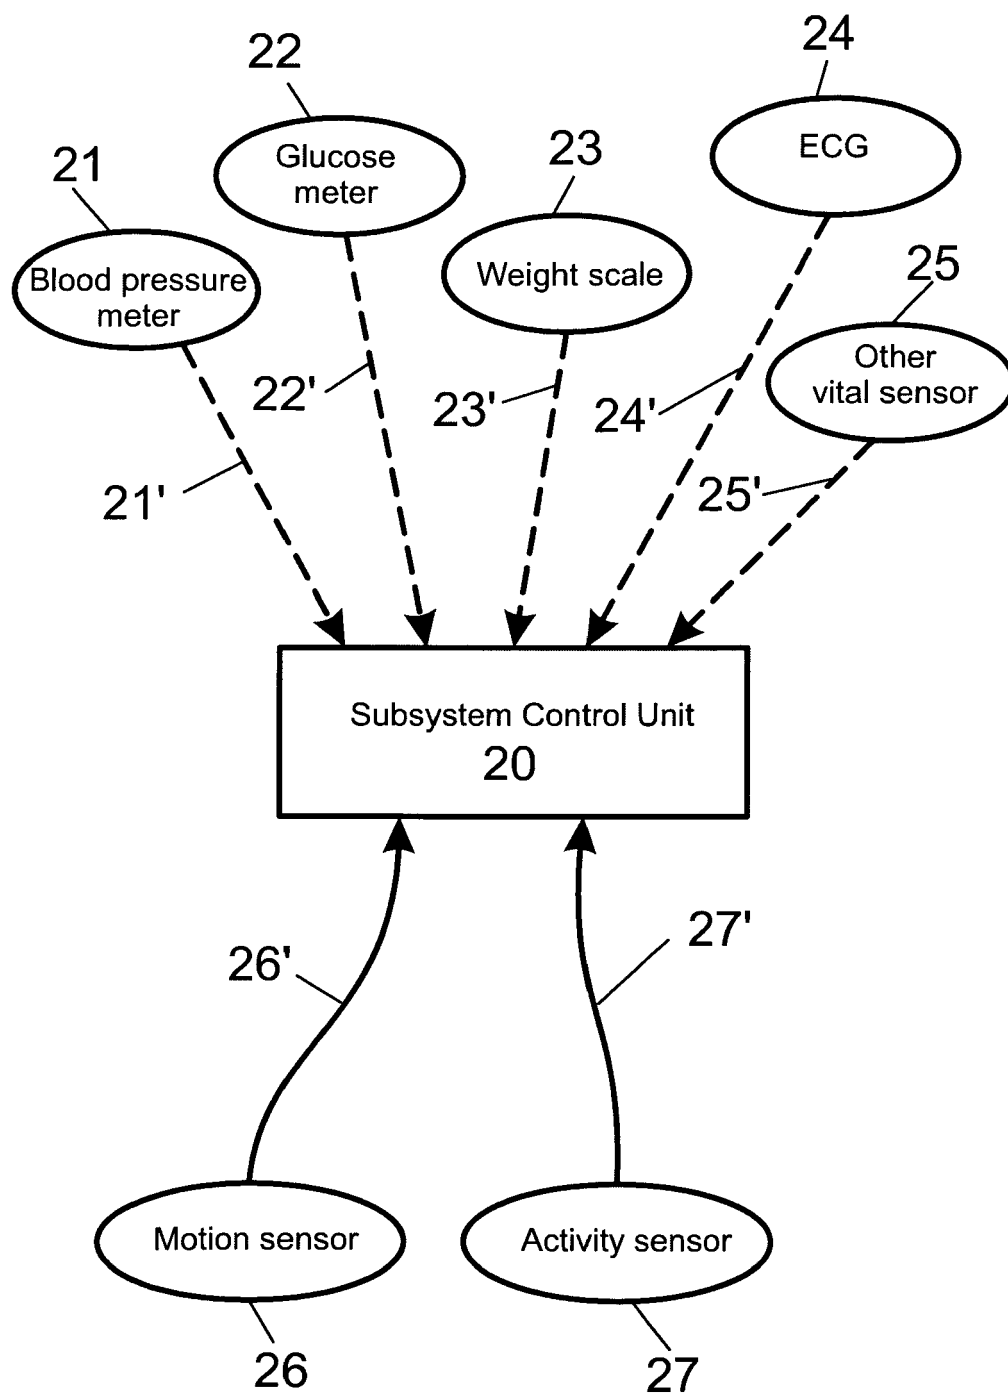 24
22
23
21
ECG
Glucose
meter
25
Weight scale
Blood pressure
meter
Other
vital sensor
22'
23'
24'
25'
21'
Subsystem Control Unit
20
27'
26'
Motion sensor
Activity sensor
26
27